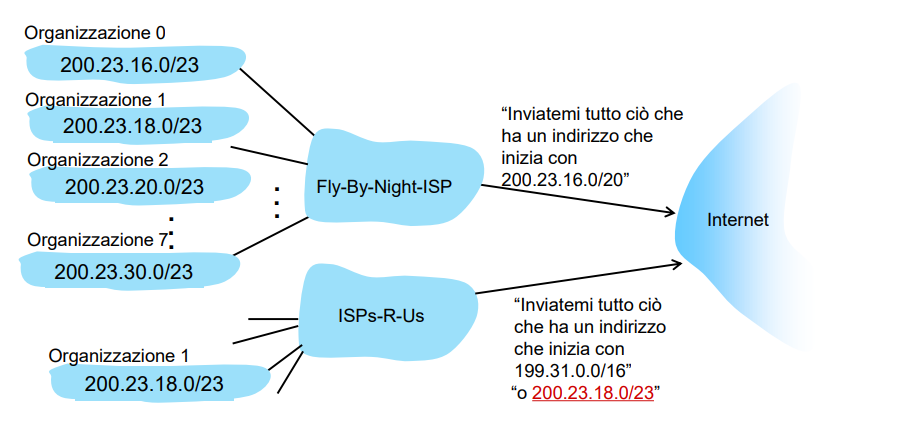 Organizzazione 0
200.23.16.0/23
Organizzazione 1
200.23.18.0/23
Organizzazione 2
200.23.20.0/23
Organizzazione 7
200.23.30.0/23
Fly-By-Night-ISP
“Inviatemi tutto ciò che
ha un indirizzo che
inizia con
200.23.16.0/20”
Internet
ISPs-R-Us
Organizzazione 1
200.23.18.0/23
“Inviatemi tutto ciò
che ha un indirizzo
che inizia con
199.31.0.0/16”
“o 200.23.18.0/23”